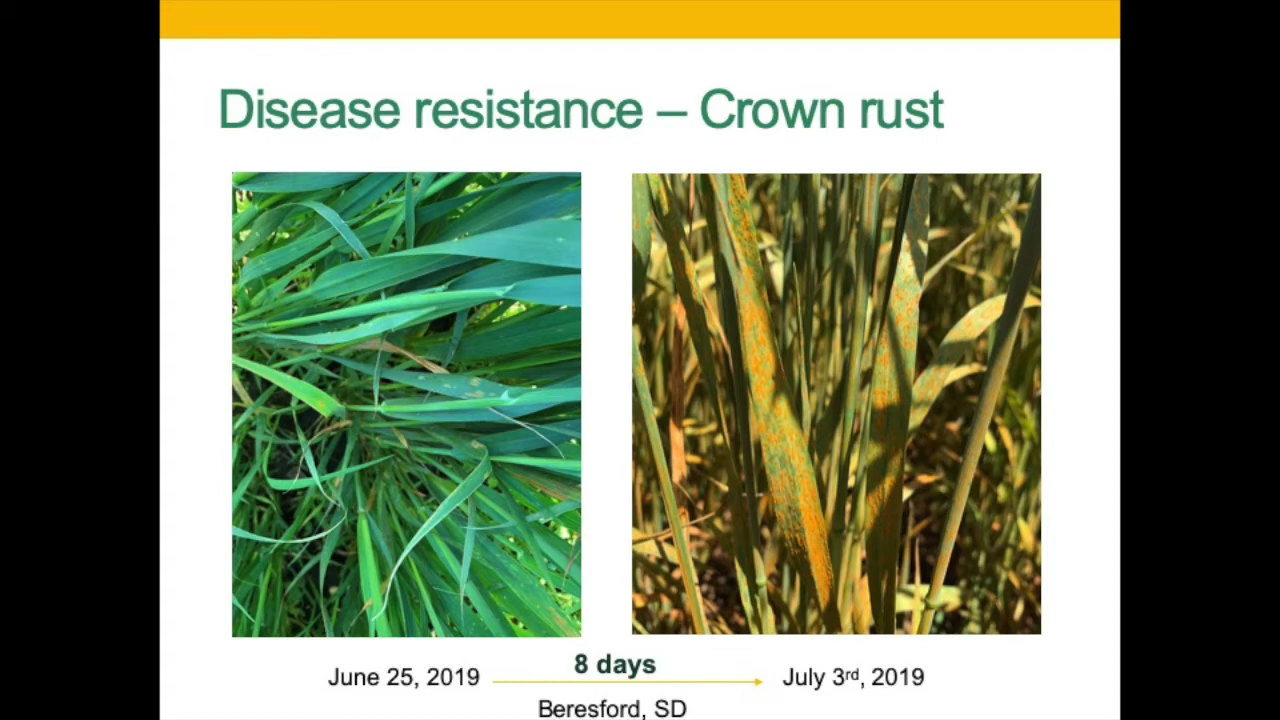 Disease resistance – Crown rust
8 days
June 25, 2019
July 3rd, 2019
Beresford, SD